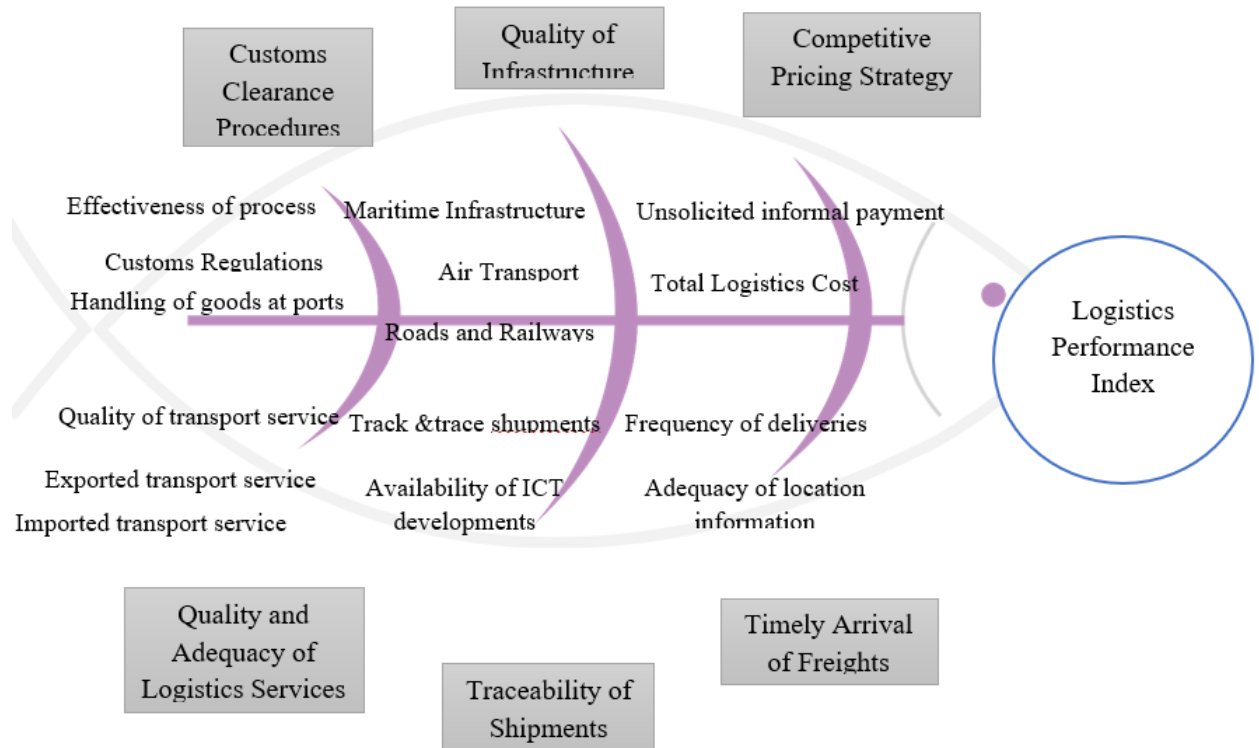 Customs
Clearance
Procedures
Quality of
Infrastructure
Competitive
Pricing Strategy
Effectiveness of process
Customs Regulations
Handling of goods at ports
Maritime Infrastructure
Air Transport
Roads and Railways
Unsolicited informal payment
Total Logistics Cost
Logistics
Performance
Index
Quality of transport service
Exported transport service
Imported transport service
Track &trace shupments
Availability of ICT
developments
Frequency of deliveries
Adequacy of location
information
Quality and
Adequacy of
Logistics Services
Traceability of
Shipments
Timely Arrival
of Freights